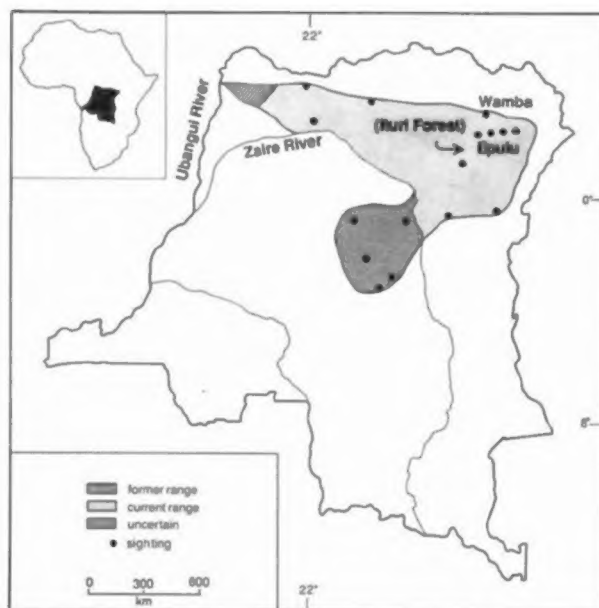 22°
Ubangui River
Zaire River
Wamba
(Ituri Forest)
Epulu
0°
8°
former range
current range
uncertain
sighting
0 300 600
km
22°